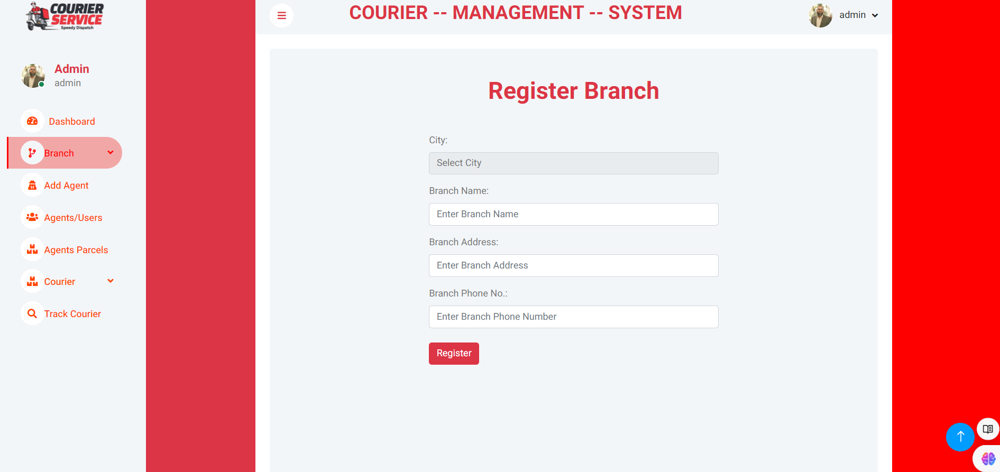 COURIER
SERVICE
Speedy Dispatch
COURIER -- MANAGEMENT -- SYSTEM
admin
Admin
admin
Dashboard
Branch
Add Agent
Agents/Users
Agents Parcels
Courier
Track Courier
Register Branch
City:
Select City
Branch Name:
Enter Branch Name
Branch Address:
Enter Branch Address
Branch Phone No.:
Enter Branch Phone Number
Register